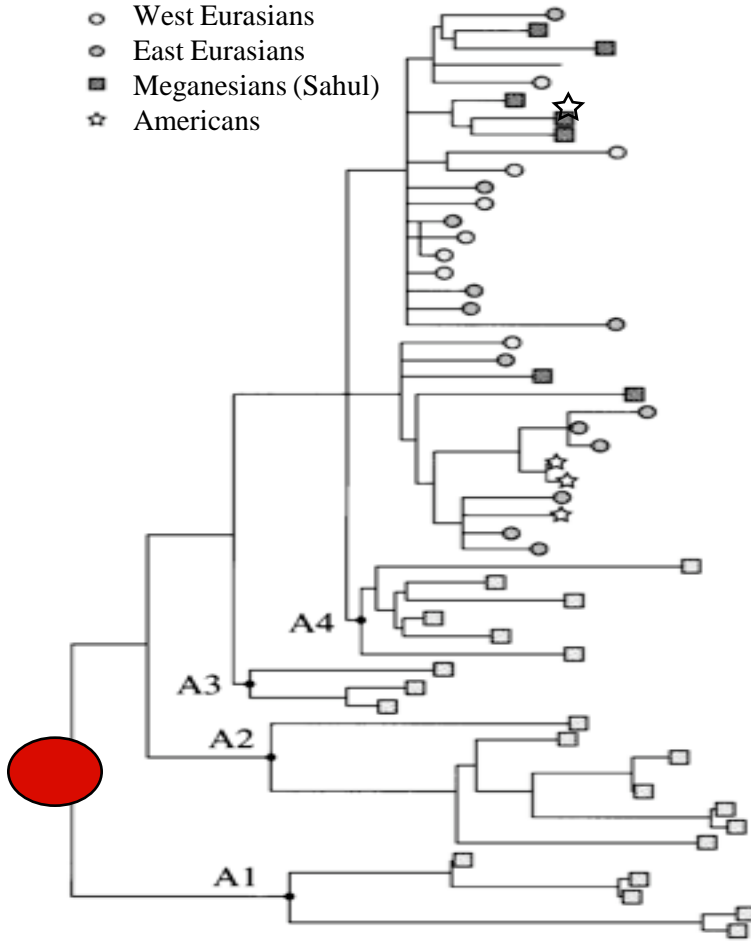 West Eurasians
East Eurasians
Meganesians (Sahul)
Americans
A4
A3
A2
A1